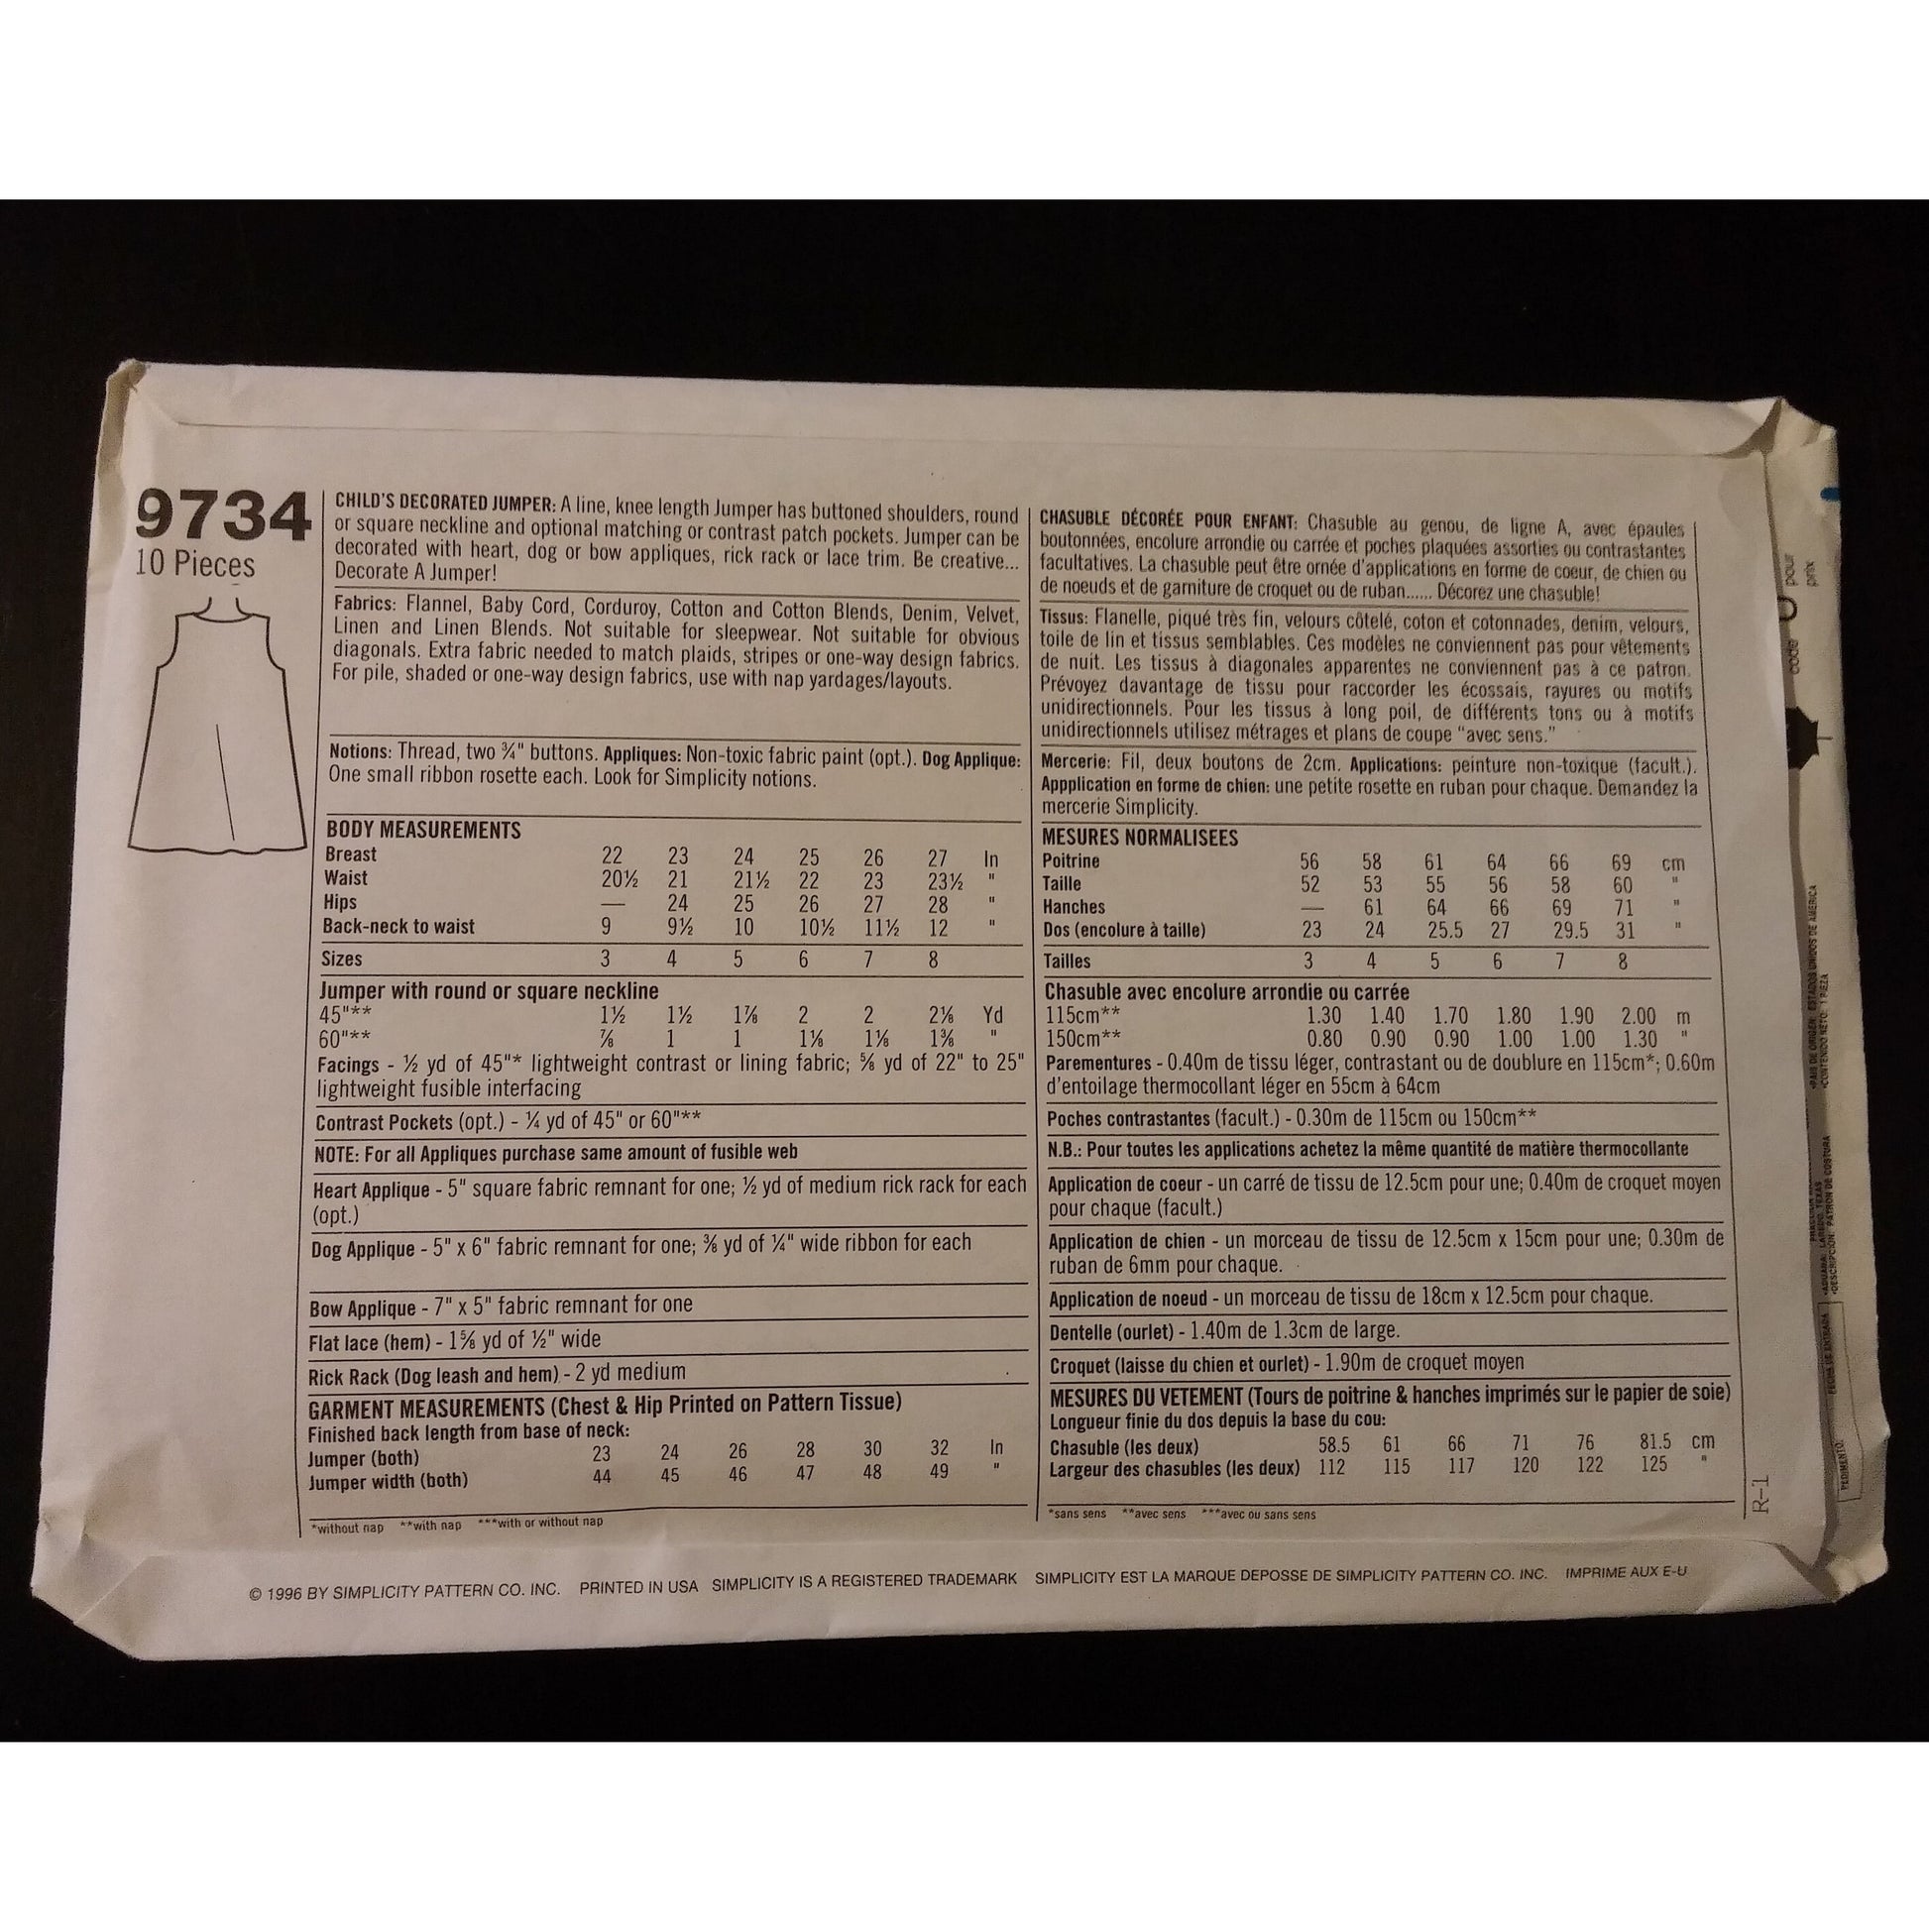 9734
10 Pieces
CHILD'S DECORATED JUMPER: A line, knee length Jumper has buttoned shoulders, round
or square neckline and optional matching or contrast patch pockets. Jumper can be
decorated with heart, dog or bow appliques, rick rack or lace trim. Be creative...
Decorate A Jumper!
Fabrics: Flannel, Baby Cord, Corduroy, Cotton and Cotton Blends, Denim, Velvet,
Linen and Linen Blends. Not suitable for sleepwear. Not suitable for obvious
diagonals. Extra fabric needed to match plaids, stripes or one-way design fabrics.
For pile, shaded or one-way design fabrics, use with nap yardages/layouts.
Notions: Thread, two ¾" buttons. Appliques: Non-toxic fabric paint (opt.). Dog Applique:
One small ribbon rosette each. Look for Simplicity notions.
BODY MEASUREMENTS
Breast 22 23 24 25 26 27 In
Waist 20½ 21 21½ 22 23 23½ "
Hips — 24 25 26 27 28 "
Back-neck to waist 9 9½ 10 10½ 11½ 12 "
Sizes 3 4 5 6 7 8
Jumper with round or square neckline
45"** 1½ 1½ 1⅞ 2 2 2⅛ Yd
60"** ⅞ 1 1 1⅛ 1⅛ 1⅜ "
Facings - ½ yd of 45"* lightweight contrast or lining fabric; ⅝ yd of 22" to 25"
lightweight fusible interfacing
Contrast Pockets (opt.) - ¼ yd of 45" or 60"**
NOTE: For all Appliques purchase same amount of fusible web
Heart Applique - 5" square fabric remnant for one; ½ yd of medium rick rack for each
(opt.)
Dog Applique - 5" x 6" fabric remnant for one; ⅜ yd of ¼" wide ribbon for each
Bow Applique - 7" x 5" fabric remnant for one
Flat lace (hem) - 1⅝ yd of ½" wide
Rick Rack (Dog leash and hem) - 2 yd medium
GARMENT MEASUREMENTS (Chest & Hip Printed on Pattern Tissue)
Finished back length from base of neck:
Jumper (both) 23 24 26 28 30 32 In
Jumper width (both) 44 45 46 47 48 49 "
*without nap **with nap ***with or without nap
CHASUBLE DÉCORÉE POUR ENFANT: Chasuble au genou, de ligne A, avec épaules
boutonnées, encolure arrondie ou carrée et poches plaquées assorties ou contrastantes
facultatives. La chasuble peut être ornée d'applications en forme de coeur, de chien ou
de noeuds et de garniture de croquet ou de ruban...... Décorez une chasuble!
Tissus: Flanelle, piqué très fin, velours côtelé, coton et cotonnades, denim, velours,
toile de lin et tissus semblables. Ces modèles ne conviennent pas pour vêtements
de nuit. Les tissus à diagonales apparentes ne conviennent pas à ce patron.
Prévoyez davantage de tissu pour raccorder les écossais, rayures ou motifs
unidirectionnels. Pour les tissus à long poil, de différents tons ou à motifs
unidirectionnels utilisez métrages et plans de coupe "avec sens."
Mercerie: Fil, deux boutons de 2cm. Applications: peinture non-toxique (facult.).
Appplication en forme de chien: une petite rosette en ruban pour chaque. Demandez la
mercerie Simplicity.
MESURES NORMALISEES
Poitrine 56 58 61 64 66 69 cm
Taille 52 53 55 56 58 60 "
Hanches — 61 64 66 69 71 "
Dos (encolure à taille) 23 24 25.5 27 29.5 31 "
Tailles 3 4 5 6 7 8
Chasuble avec encolure arrondie ou carrée
115cm** 1.30 1.40 1.70 1.80 1.90 2.00 m
150cm** 0.80 0.90 0.90 1.00 1.00 1.30 "
Parementures - 0.40m de tissu léger, contrastant ou de doublure en 115cm*; 0.60m
d'entoilage thermocollant léger en 55cm à 64cm
Poches contrastantes (facult.) - 0.30m de 115cm ou 150cm**
N.B.: Pour toutes les applications achetez la même quantité de matière thermocollante
Application de coeur - un carré de tissu de 12.5cm pour une; 0.40m de croquet moyen
pour chaque (facult.)
Application de chien - un morceau de tissu de 12.5cm x 15cm pour une; 0.30m de
ruban de 6mm pour chaque.
Application de noeud - un morceau de tissu de 18cm x 12.5cm pour chaque.
Dentelle (ourlet) - 1.40m de 1.3cm de large.
Croquet (laisse du chien et ourlet) - 1.90m de croquet moyen
MESURES DU VETEMENT (Tours de poitrine & hanches imprimés sur le papier de soie)
Longueur finie du dos depuis la base du cou:
Chasuble (les deux) 58.5 61 66 71 76 81.5 cm
Largeur des chasubles (les deux) 112 115 117 120 122 125 "
*sans sens **avec sens ***avec ou sans sens
R-1
© 1996 BY SIMPLICITY PATTERN CO. INC. PRINTED IN USA SIMPLICITY IS A REGISTERED TRADEMARK SIMPLICITY EST LA MARQUE DEPOSSE DE SIMPLICITY PATTERN CO. INC. IMPRIME AUX E-U
code pour
prix
•PAIS DE ORIGEN: ESTADOS UNIDOS DE AMERICA
•CONTENIDO NETO: 1 PIEZA
•DESCRIPCION: PATRON DE COSTURA
FECHA DE ENTRADA
PEDIMENTO: